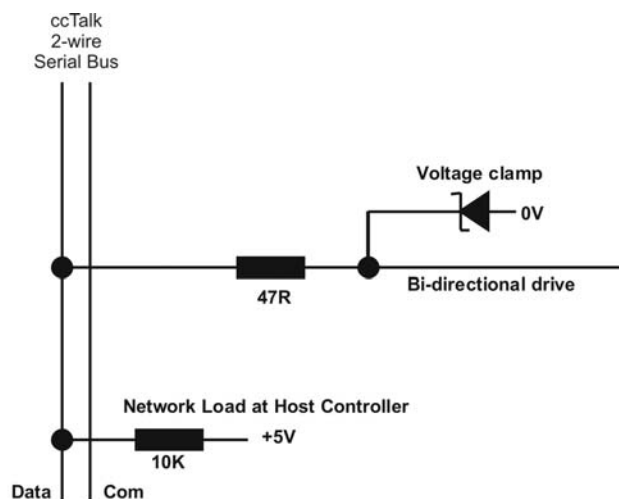 ccTalk
2-wire
Serial Bus
Voltage clamp
0V
47R
Bi-directional drive
Network Load at Host Controller
+5V
10K
Data
Com